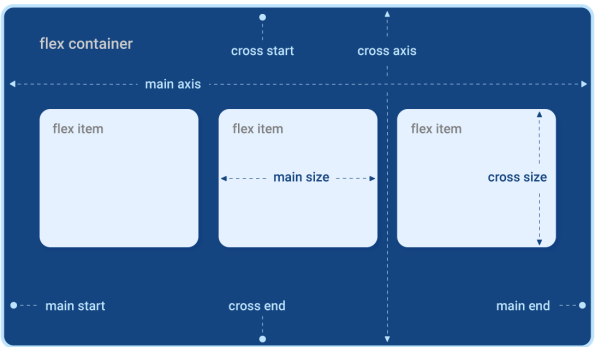 flex container
cross start
cross axis
main axis
flex item
flex item
flex item
main size
cross size
main start
cross end
main end